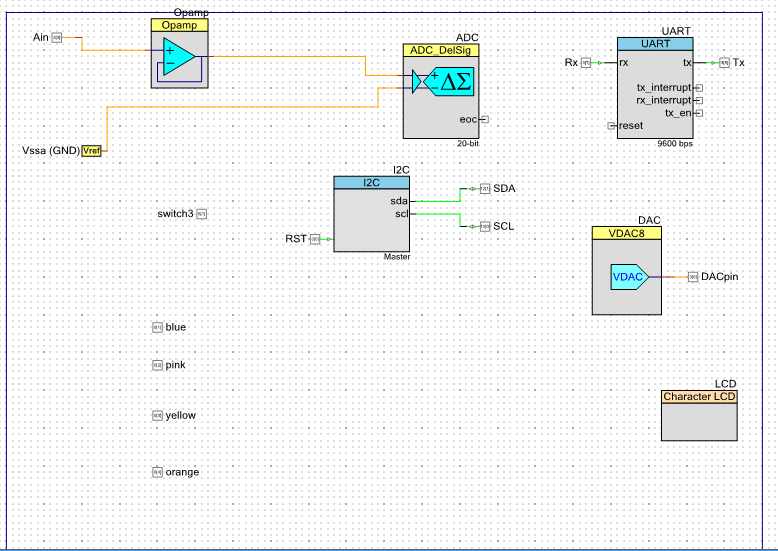 Opamp
Opamp
Ain
ADC
ADC_DelSig
ΔΣ
eoc
20-bit
UART
UART
Rx
rx
tx
Tx
tx_interrupt
rx_interrupt
tx_en
reset
9600 bps
Vssa (GND)
Vref
I2C
I2C
sda
scl
SDA
SCL
RST
Master
switch3
DAC
VDAC8
VDAC
DACpin
blue
pink
yellow
orange
LCD
Character LCD